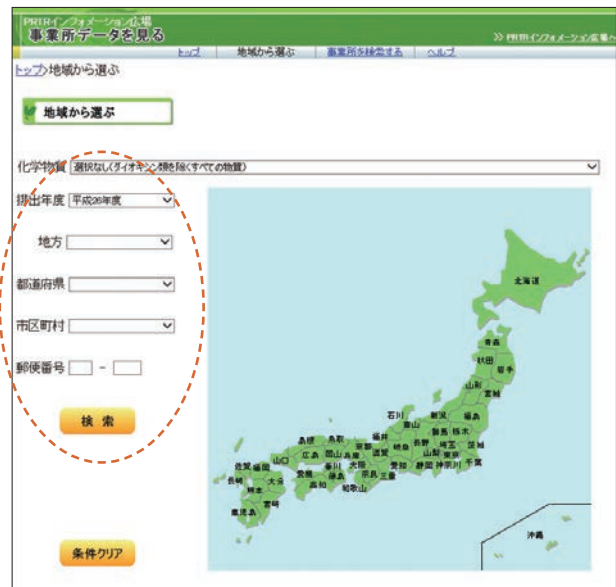 PRTRインフォメーション広場
事業所データを見る
>> PRTRインフォメーション広場へ
トップ | 地域から選ぶ | 事業所を検索する | ヘルプ
トップ>地域から選ぶ
地域から選ぶ
化学物質 選択なし(ダイオキシン類を除くすべての物質)
排出年度 平成26年度
地方
都道府県
市区町村
郵便番号 -
検索
条件クリア
北海道
青森
秋田
岩手
山形
宮城
石川 新潟 福島
富山 群馬 栃木
島根 鳥取 京都 福井 岐阜 長野 埼玉 茨城
山口 広島 岡山 兵庫 滋賀 山梨 東京
佐賀 福岡 香川 大阪 愛知 静岡 神奈川 千葉
長崎 大分 愛媛 徳島 奈良 三重
熊本 高知 和歌山
宮崎
鹿児島
沖縄